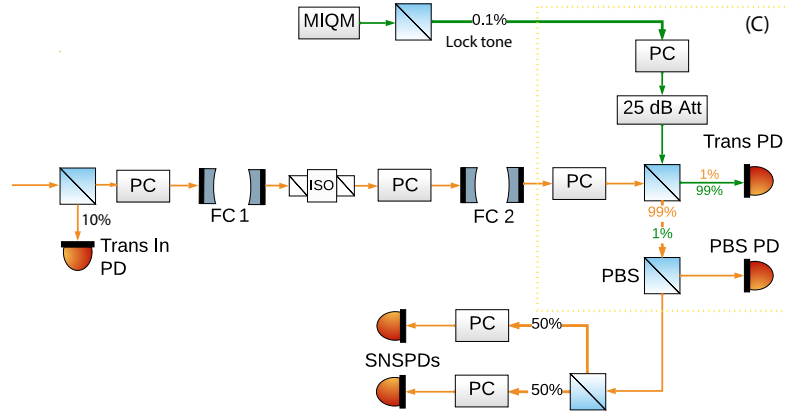 MIQM
0.1%
Lock tone
(C)
PC
25 dB Att
Trans PD
1%
99%
PC
FC 1
ISO
PC
FC 2
PC
10%
Trans In
PD
99%
1%
PBS
PBS PD
PC
50%
SNSPDs
PC
50%